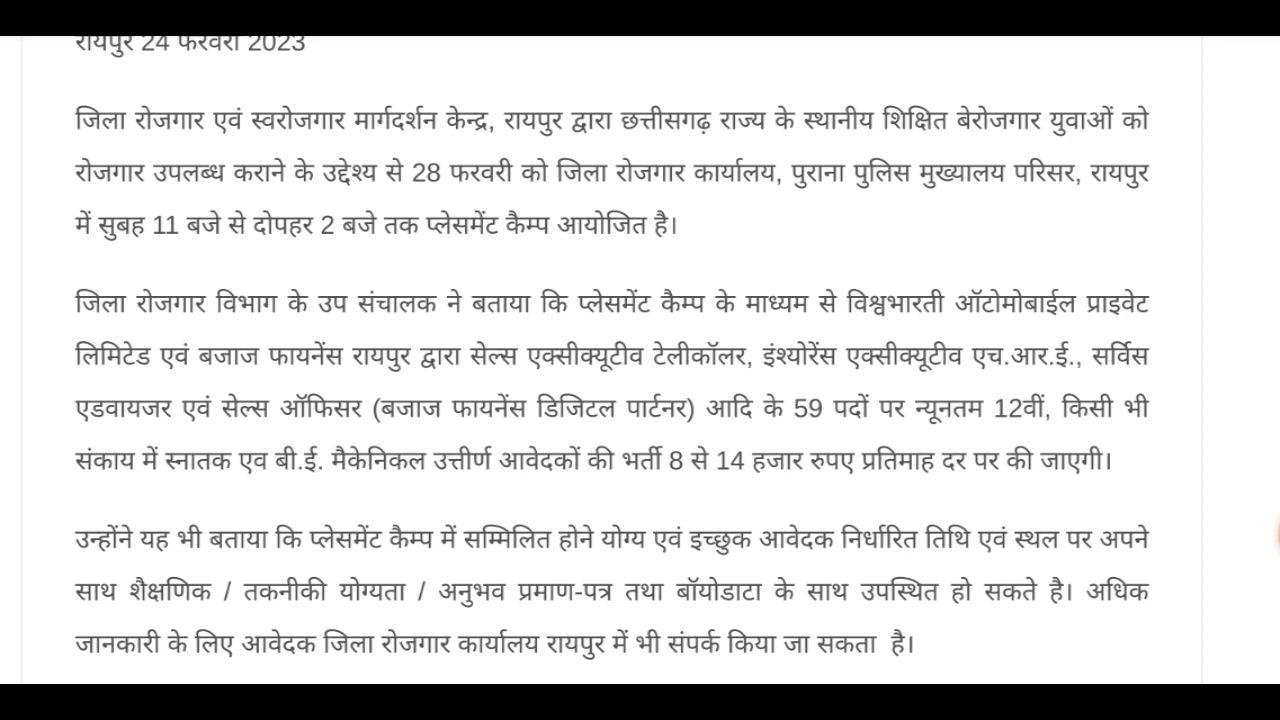 रायपुर 24 फरवरी 2023
जिला रोजगार एवं स्वरोजगार मार्गदर्शन केन्द्र, रायपुर द्वारा छत्तीसगढ़ राज्य के स्थानीय शिक्षित बेरोजगार युवाओं को
रोजगार उपलब्ध कराने के उद्देश्य से 28 फरवरी को जिला रोजगार कार्यालय, पुराना पुलिस मुख्यालय परिसर, रायपुर
में सुबह 11 बजे से दोपहर 2 बजे तक प्लेसमेंट कैम्प आयोजित है।
जिला रोजगार विभाग के उप संचालक ने बताया कि प्लेसमेंट कैम्प के माध्यम से विश्वभारती ऑटोमोबाईल प्राइवेट
लिमिटेड एवं बजाज फायनेंस रायपुर द्वारा सेल्स एक्सीक्यूटीव टेलीकॉलर, इंश्योरेंस एक्सीक्यूटीव एच.आर.ई., सर्विस
एडवायजर एवं सेल्स ऑफिसर (बजाज फायनेंस डिजिटल पार्टनर) आदि के 59 पदों पर न्यूनतम 12वीं, किसी भी
संकाय में स्नातक एव बी.ई. मैकेनिकल उत्तीर्ण आवेदकों की भर्ती 8 से 14 हजार रुपए प्रतिमाह दर पर की जाएगी।
उन्होंने यह भी बताया कि प्लेसमेंट कैम्प में सम्मिलित होने योग्य एवं इच्छुक आवेदक निर्धारित तिथि एवं स्थल पर अपने
साथ शैक्षणिक / तकनीकी योग्यता / अनुभव प्रमाण-पत्र तथा बॉयोडाटा के साथ उपस्थित हो सकते है। अधिक
जानकारी के लिए आवेदक जिला रोजगार कार्यालय रायपुर में भी संपर्क किया जा सकता  है।